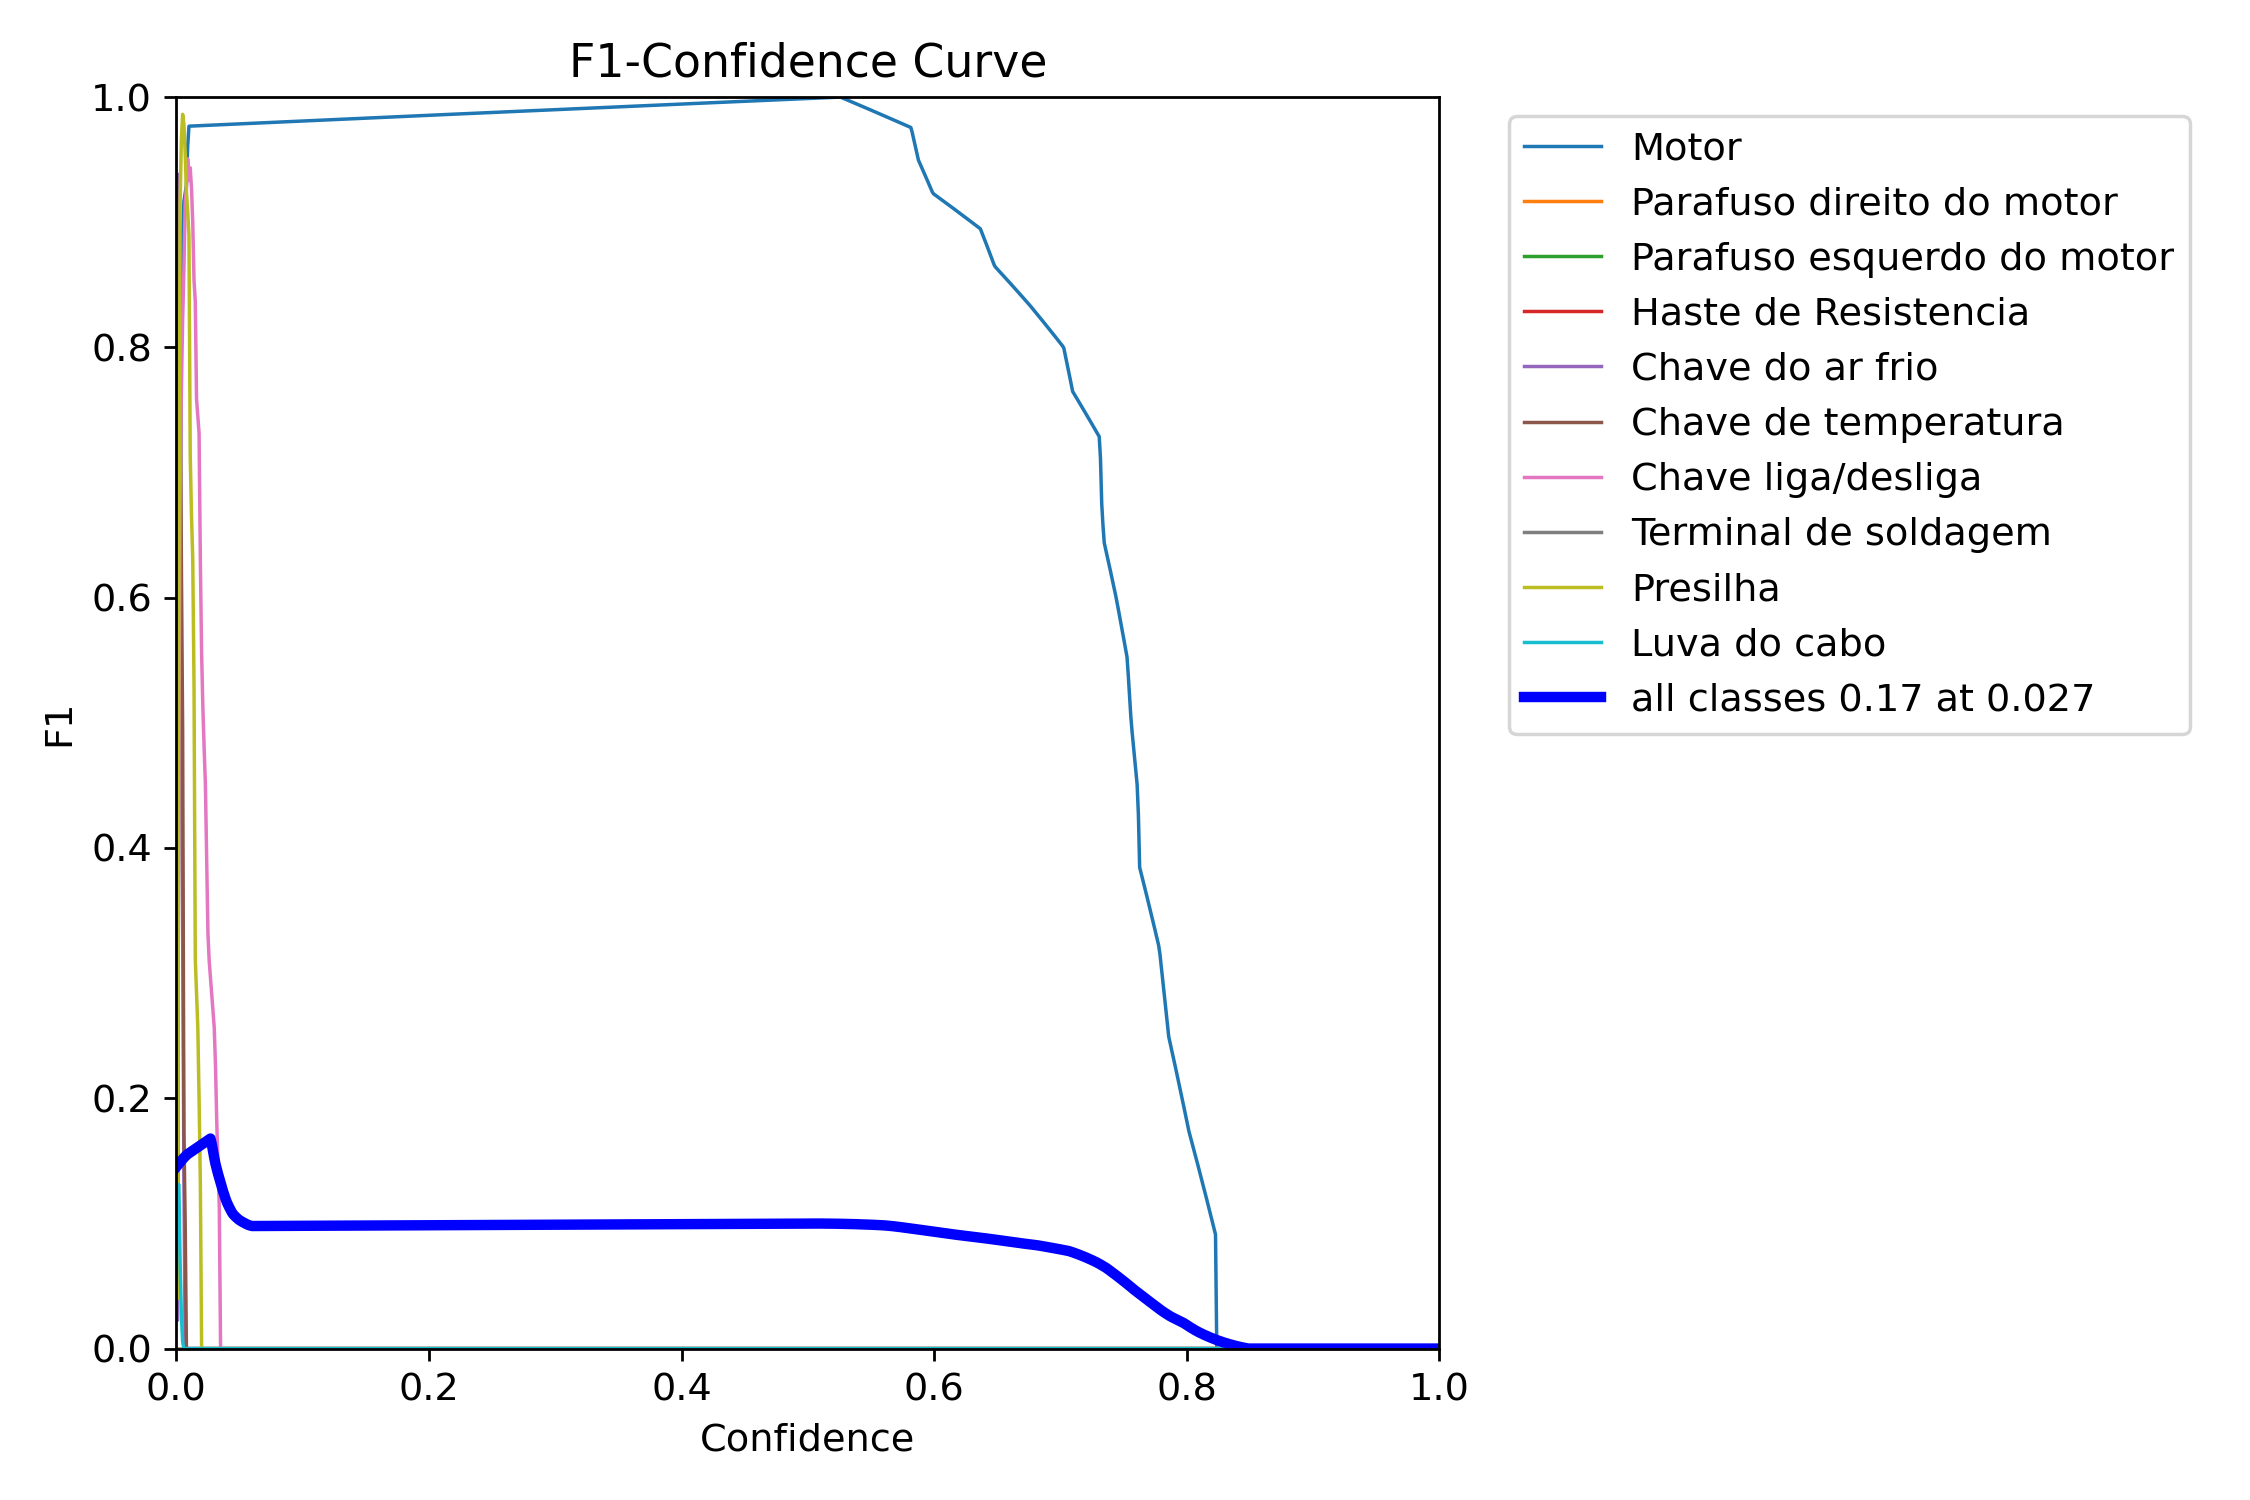 F1-Confidence Curve
1.0
0.8
0.6
0.4
0.2
0.0
F1
0.0 0.2 0.4 0.6 0.8 1.0
Confidence
Motor
Parafuso direito do motor
Parafuso esquerdo do motor
Haste de Resistencia
Chave do ar frio
Chave de temperatura
Chave liga/desliga
Terminal de soldagem
Presilha
Luva do cabo
all classes 0.17 at 0.027